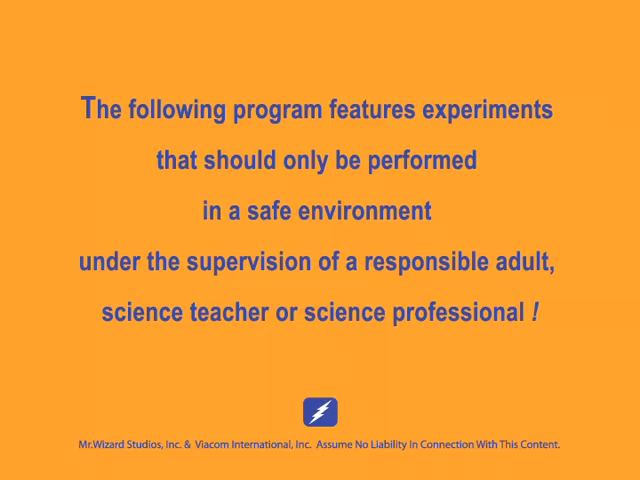 The following program features experiments
that should only be performed
in a safe environment
under the supervision of a responsible adult,
science teacher or science professional !
Mr.Wizard Studios, Inc. & Viacom International, Inc. Assume No Liability In Connection With This Content.